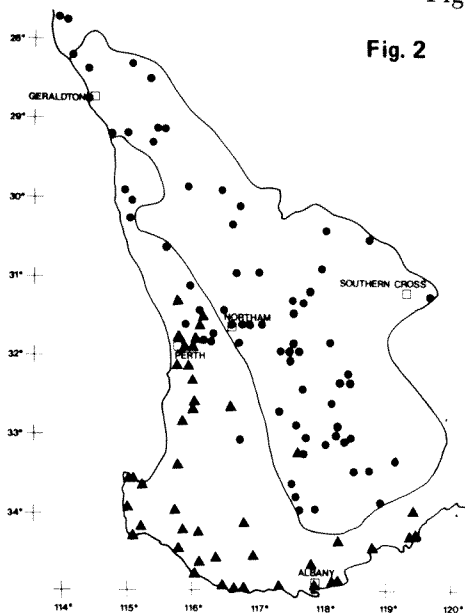 Fig
Fig. 2
28°
GERALDTON
29°
30°
31°
SOUTHERN CROSS
NORTHAM
32°
PERTH
33°
34°
ALBANY
114° 115° 116° 117° 118° 119° 120°